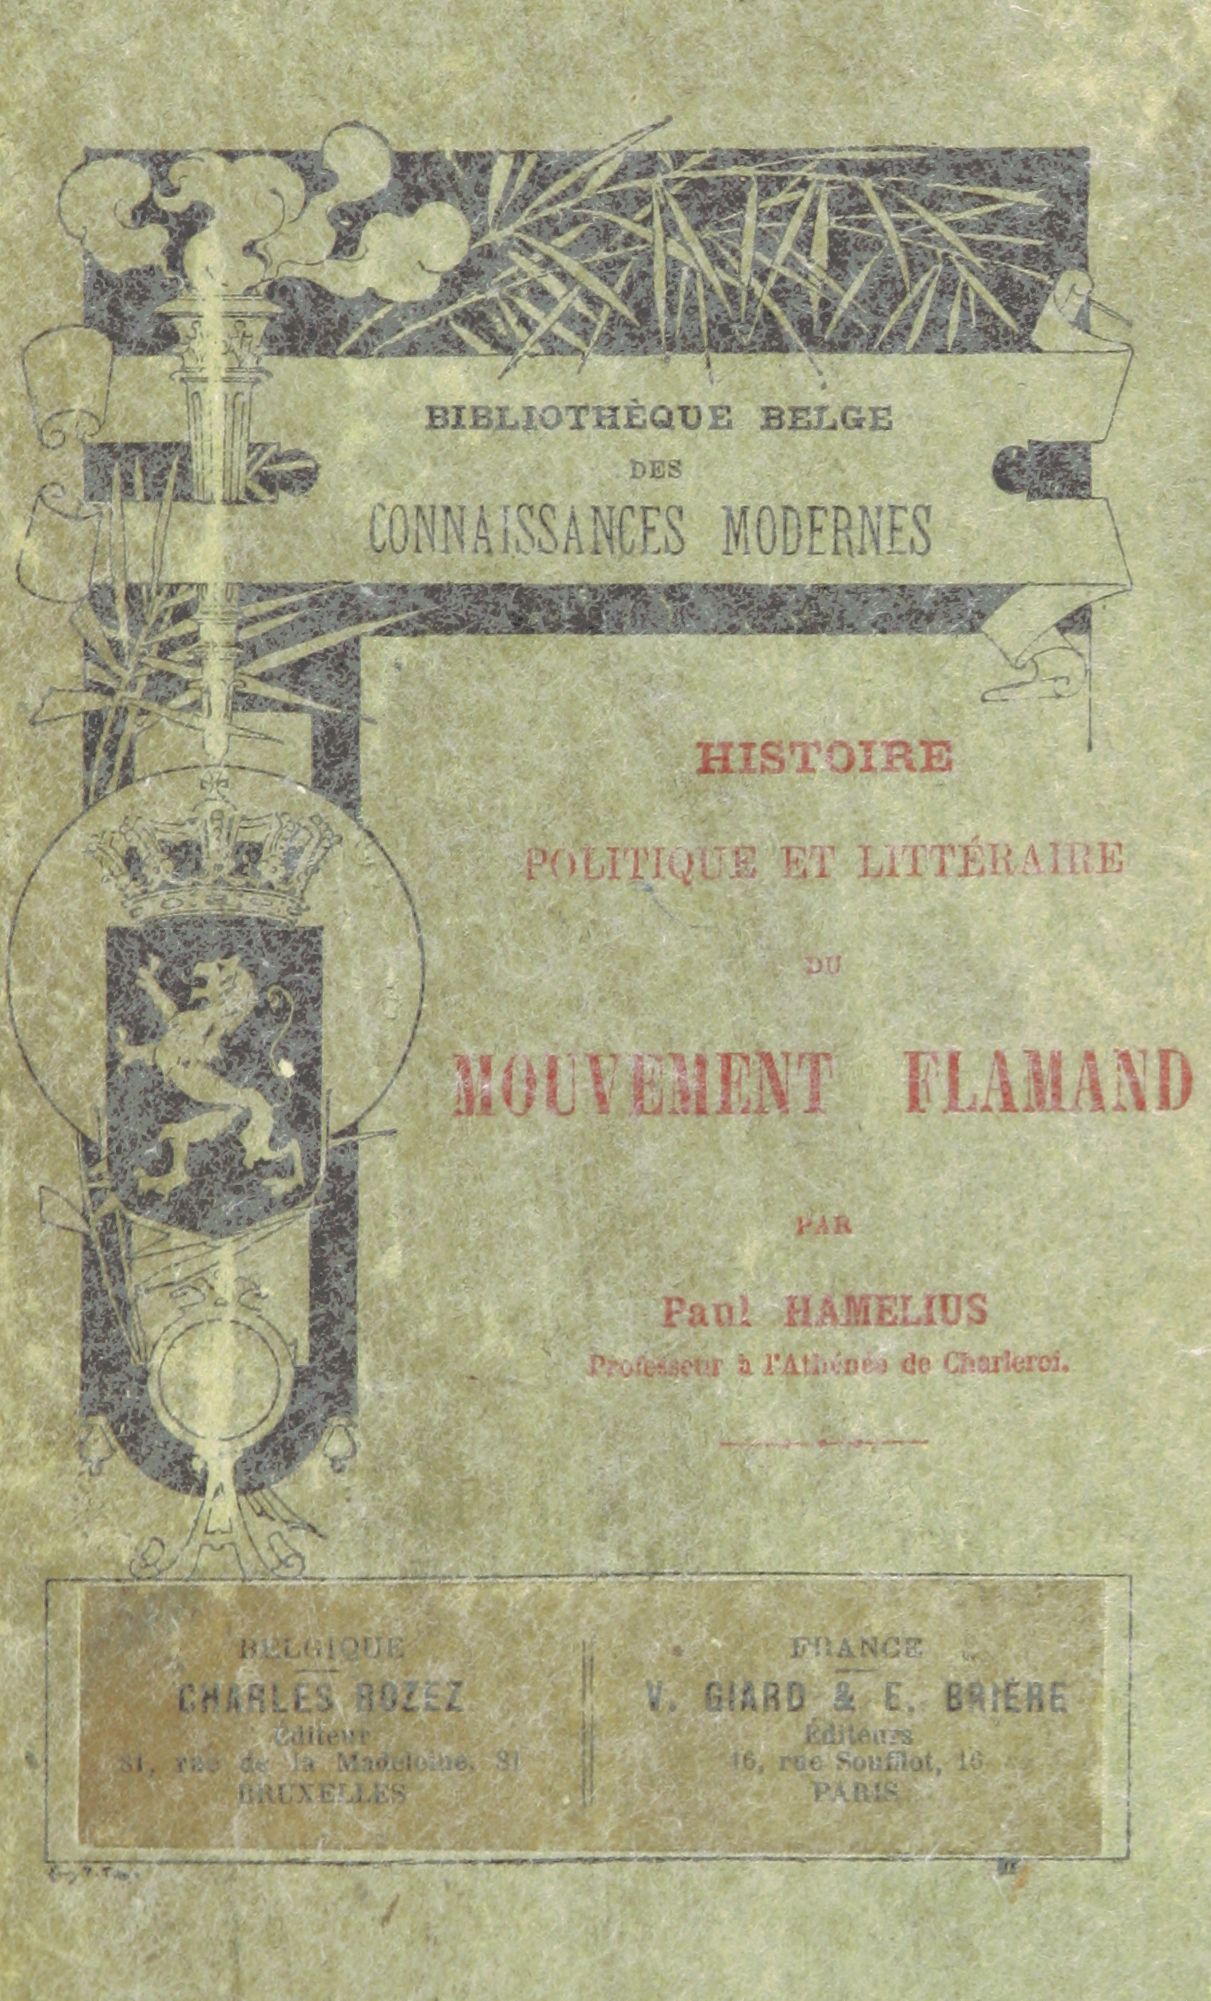 BIBLIOTHÈQUE BELGE
DES
CONNAISSANCES MODERNES
HISTOIRE
POLITIQUE ET LITTÉRAIRE
DU
MOUVEMENT FLAMAND
PAR
Paul HAMELIUS
Professeur à l'Athénée de Charleroi.
BELGIQUE
CHARLES ROZEZ
Éditeur
81, rue de la Madeleine, 81
BRUXELLES
FRANCE
V. GIARD & E. BRIÈRE
Éditeurs
16, rue Soufflot, 16
PARIS